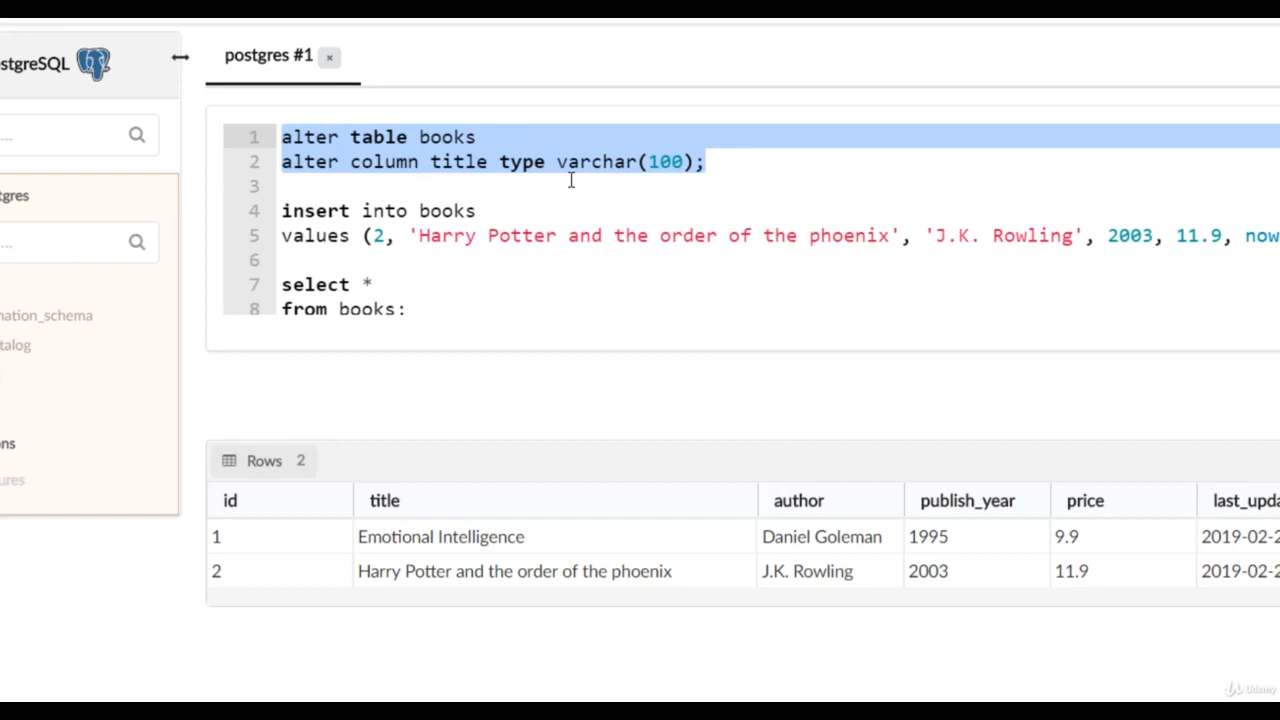 stgreSQL
postgres #1 ×
...
tgres
...
nation_schema
talog
ons
ures
1 alter table books
2 alter column title type varchar(100);
3
4 insert into books
5 values (2, 'Harry Potter and the order of the phoenix', 'J.K. Rowling', 2003, 11.9, now
6
7 select *
8 from books:
Rows 2
id title author publish_year price last_upda
1 Emotional Intelligence Daniel Goleman 1995 9.9 2019-02-2
2 Harry Potter and the order of the phoenix J.K. Rowling 2003 11.9 2019-02-2
Udemy